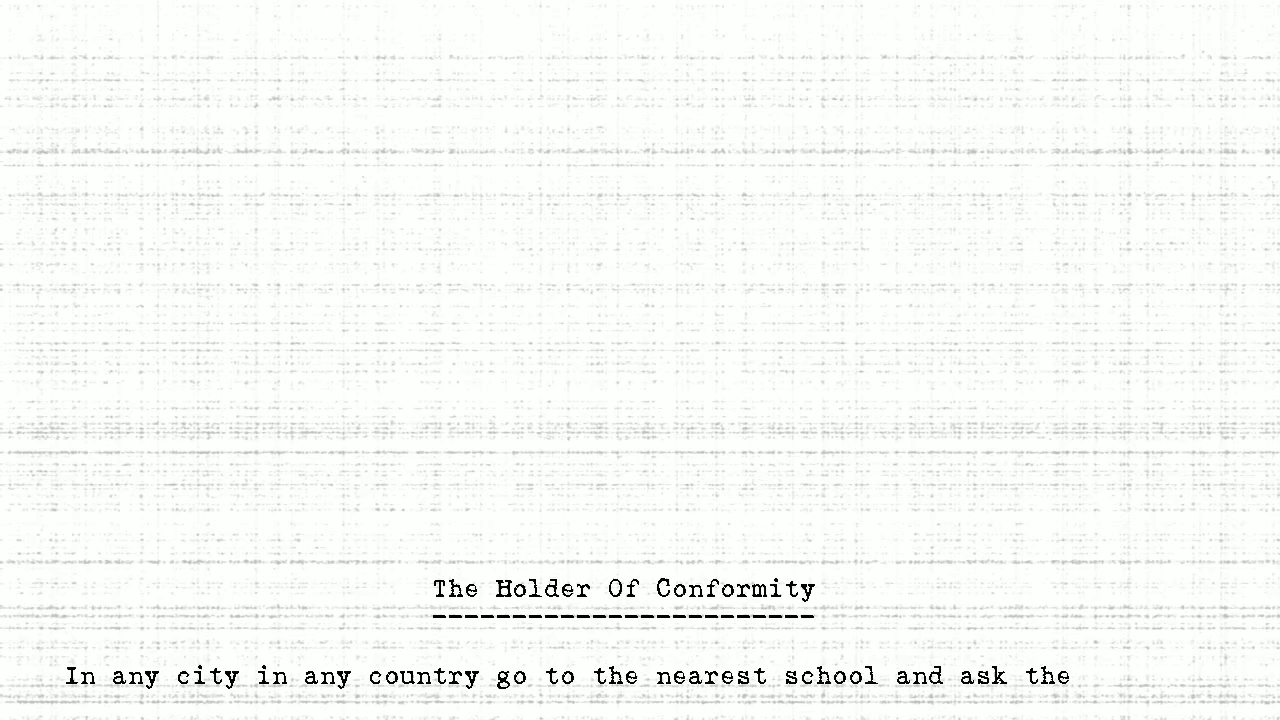 The Holder Of Conformity
------------------------
In any city in any country go to the nearest school and ask the